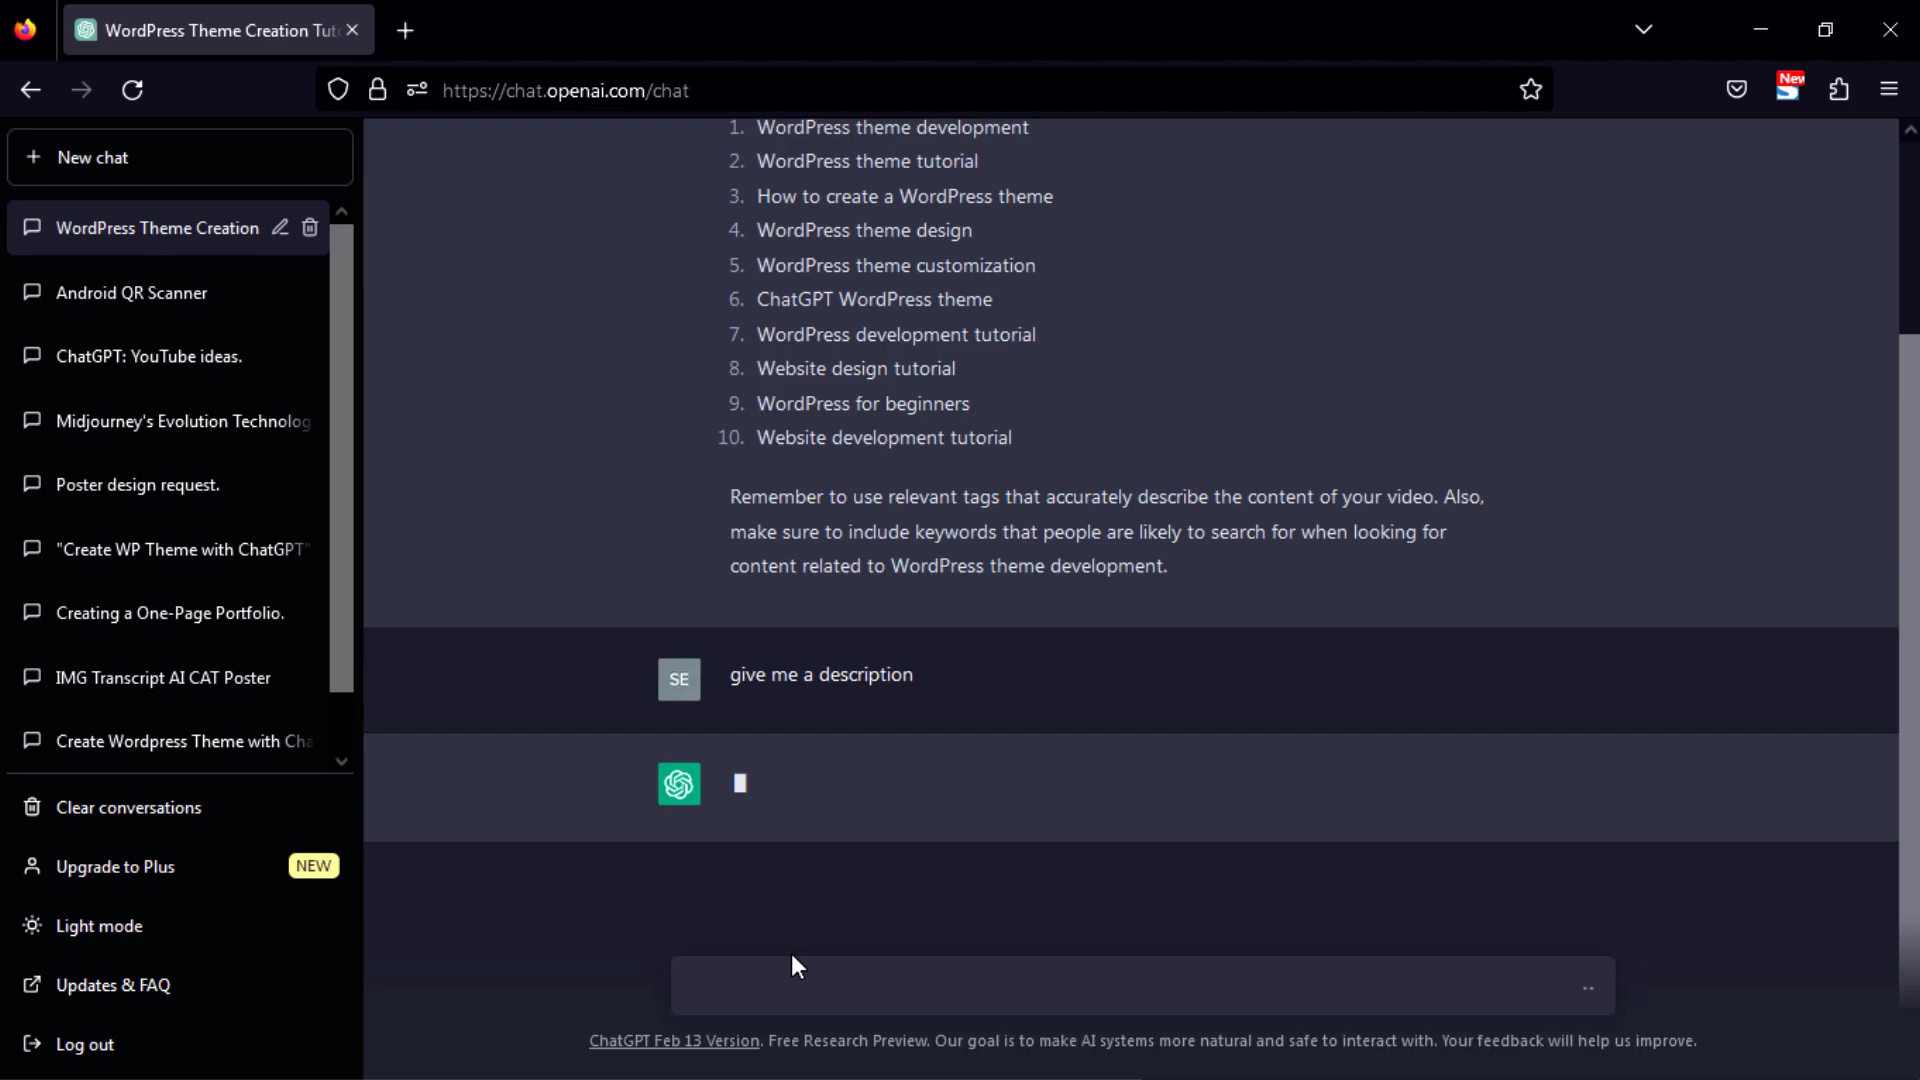 WordPress Theme Creation Tut
https://chat.openai.com/chat
New
New chat
WordPress Theme Creation
Android QR Scanner
ChatGPT: YouTube ideas.
Midjourney's Evolution Technolog
Poster design request.
"Create WP Theme with ChatGPT"
Creating a One-Page Portfolio.
IMG Transcript AI CAT Poster
Create Wordpress Theme with Cha
Clear conversations
Upgrade to Plus NEW
Light mode
Updates & FAQ
Log out
1. WordPress theme development
2. WordPress theme tutorial
3. How to create a WordPress theme
4. WordPress theme design
5. WordPress theme customization
6. ChatGPT WordPress theme
7. WordPress development tutorial
8. Website design tutorial
9. WordPress for beginners
10. Website development tutorial
Remember to use relevant tags that accurately describe the content of your video. Also,
make sure to include keywords that people are likely to search for when looking for
content related to WordPress theme development.
SE give me a description
ChatGPT Feb 13 Version. Free Research Preview. Our goal is to make AI systems more natural and safe to interact with. Your feedback will help us improve.